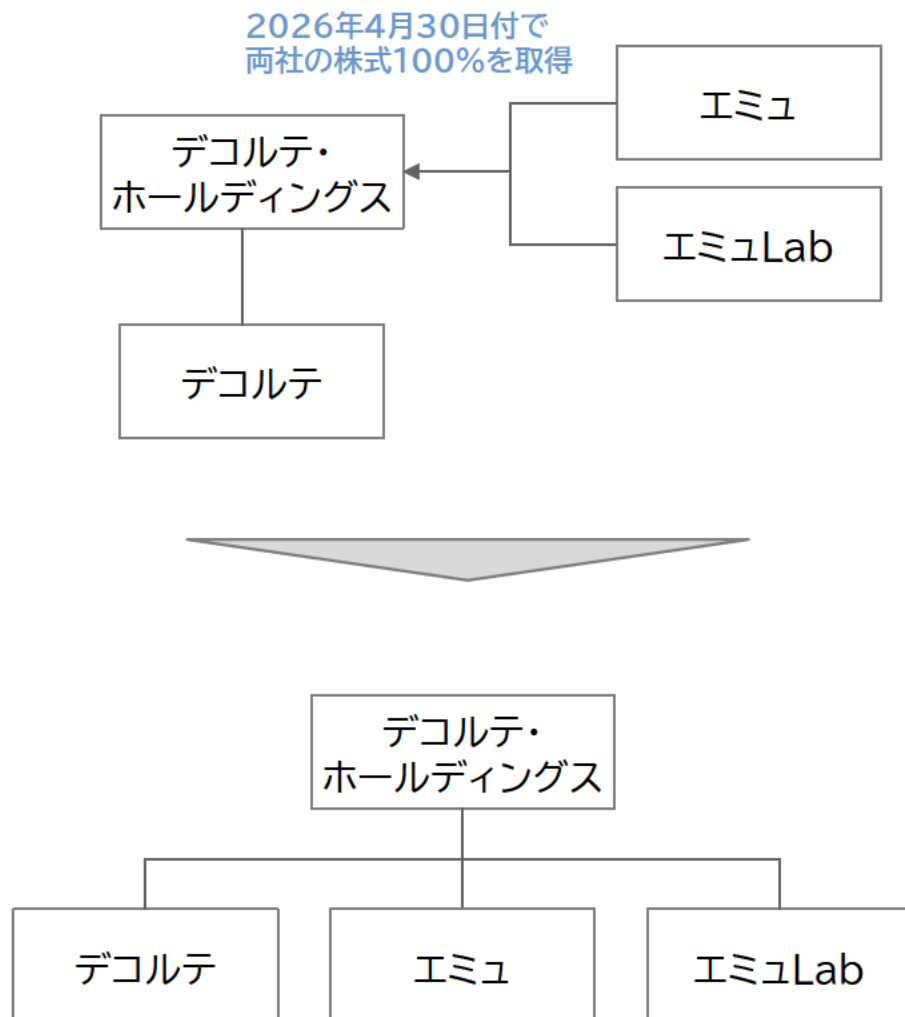 2026年4月30日付で
両社の株式100%を取得
エミュ
デコルテ・
ホールディングス
エミュLab
デコルテ
デコルテ・
ホールディングス
デコルテ
エミュ
エミュLab